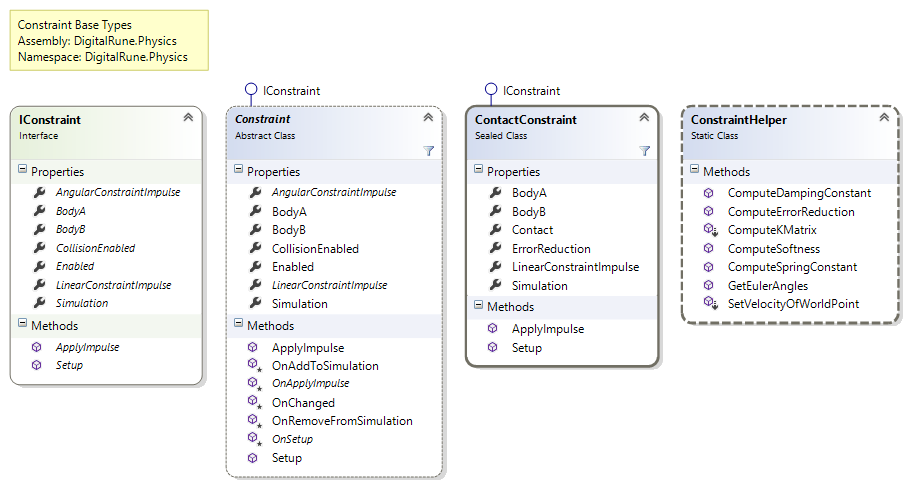 Constraint Base Types
Assembly: DigitalRune.Physics
Namespace: DigitalRune.Physics
IConstraint
Interface
Properties
AngularConstraintImpulse
BodyA
BodyB
CollisionEnabled
Enabled
LinearConstraintImpulse
Simulation
Methods
ApplyImpulse
Setup
IConstraint
Constraint
Abstract Class
Properties
AngularConstraintImpulse
BodyA
BodyB
CollisionEnabled
Enabled
LinearConstraintImpulse
Simulation
Methods
ApplyImpulse
OnAddToSimulation
OnApplyImpulse
OnChanged
OnRemoveFromSimulation
OnSetup
Setup
IConstraint
ContactConstraint
Sealed Class
Properties
BodyA
BodyB
Contact
ErrorReduction
LinearConstraintImpulse
Simulation
Methods
ApplyImpulse
Setup
ConstraintHelper
Static Class
Methods
ComputeDampingConstant
ComputeErrorReduction
ComputeKMatrix
ComputeSoftness
ComputeSpringConstant
GetEulerAngles
SetVelocityOfWorldPoint